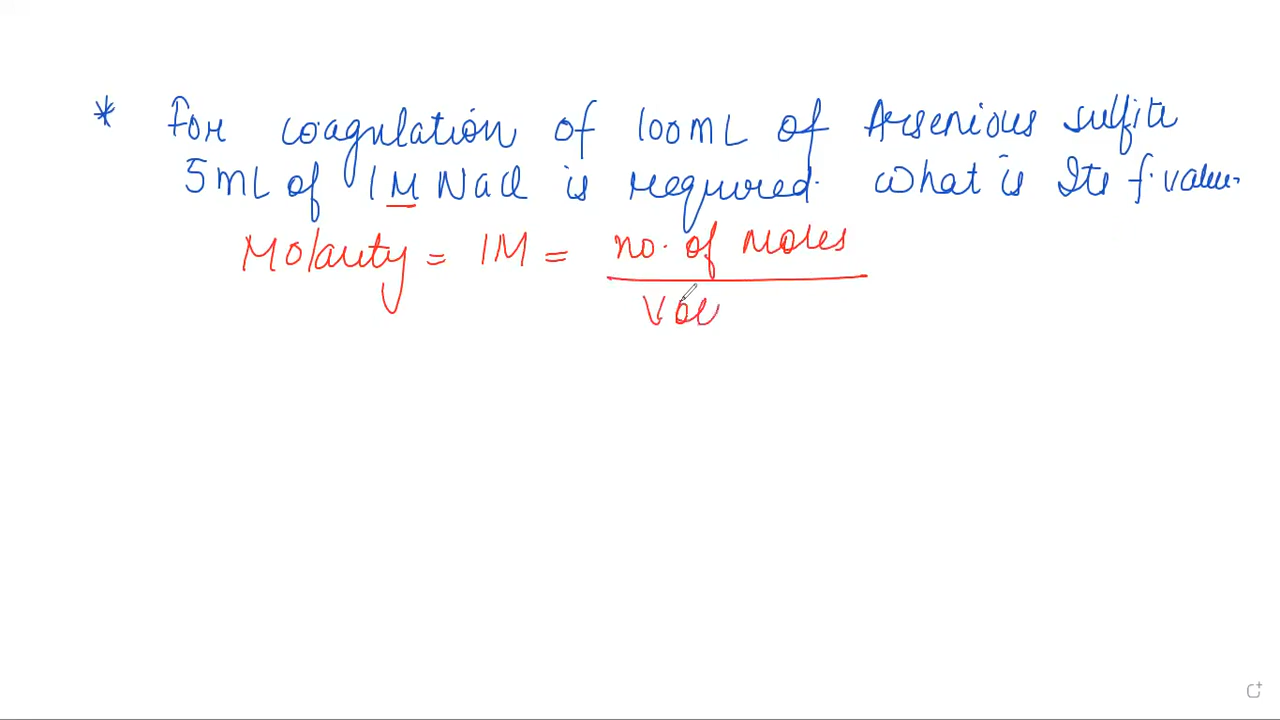 * For coagulation of 100mL of Arsenious sulfite
5mL of 1M NaCl is required. What is Its f.value.
Molarity = 1M = no. of moles
Vol